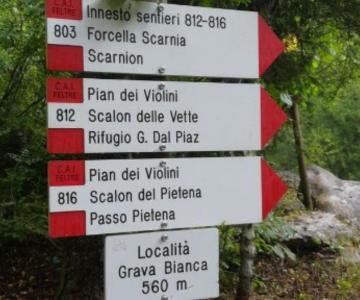 C.A.I. FELTRE
Innesto sentieri 812-816
803 Forcella Scarnia
Scarnion
C.A.I. FELTRE
Pian dei Violini
812 Scalon delle Vette
Rifugio G. Dal Piaz
C.A.I. FELTRE
Pian dei Violini
816 Scalon del Pietena
Passo Pietena
Località
Grava Bianca
560 m